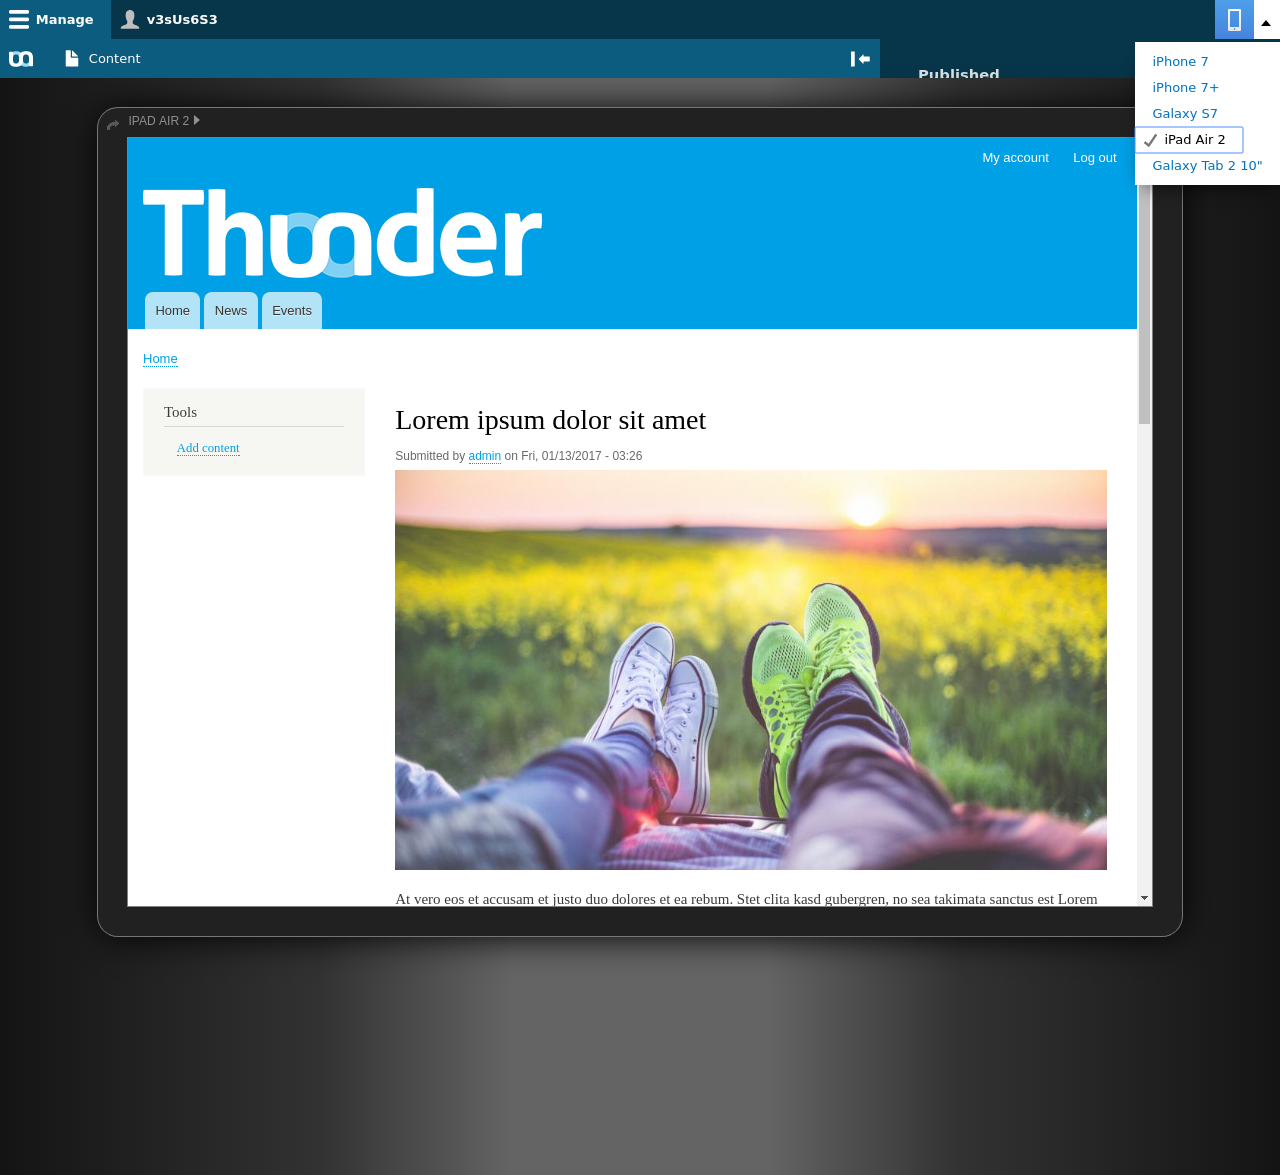 Manage
v3sUs6S3
Content
Published
iPhone 7
iPhone 7+
Galaxy S7
iPad Air 2
Galaxy Tab 2 10"
IPAD AIR 2
My account
Log out
Thunder
Home
News
Events
Home
Tools
Add content
Lorem ipsum dolor sit amet
Submitted by admin on Fri, 01/13/2017 - 03:26
At vero eos et accusam et justo duo dolores et ea rebum. Stet clita kasd gubergren, no sea takimata sanctus est Lorem